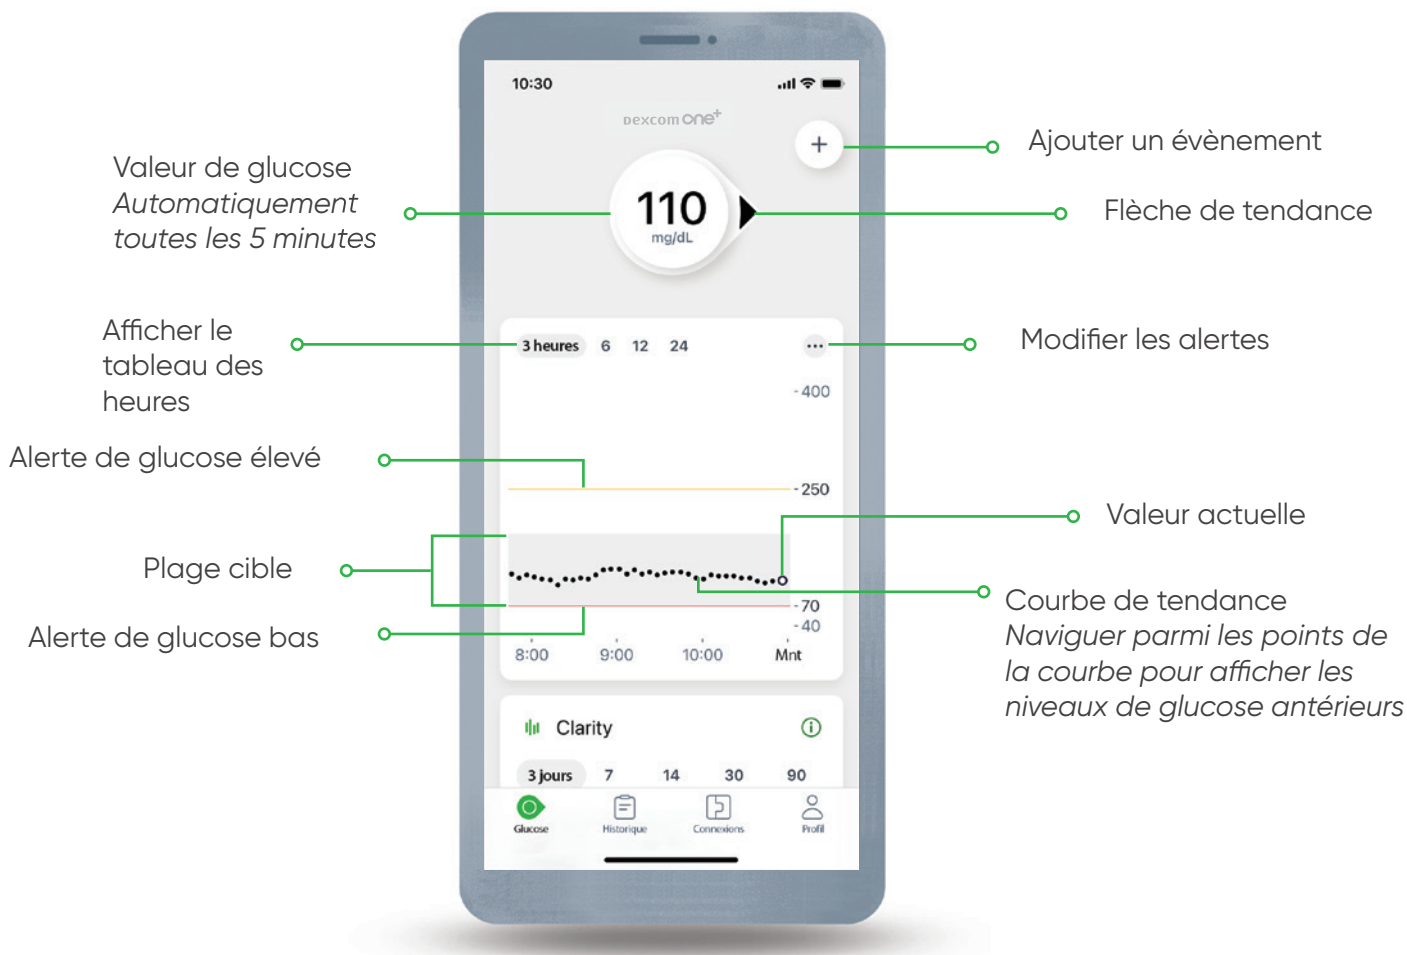 10:30
Dexcom one+
+
Ajouter un évènement
Valeur de glucose
Automatiquement
toutes les 5 minutes
110
mg/dL
Flèche de tendance
Afficher le
tableau des
heures
3 heures 6 12 24
...
Modifier les alertes
- 400
Alerte de glucose élevé
- 250
Valeur actuelle
Plage cible
- 70
- 40
Alerte de glucose bas
8:00 9:00 10:00 Mnt
Courbe de tendance
Naviguer parmi les points de
la courbe pour afficher les
niveaux de glucose antérieurs
Clarity
i
3 jours 7 14 30 90
Glucose Historique Connexions Profil